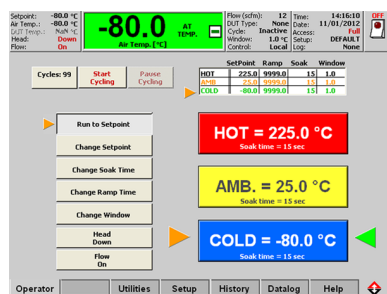 Setpoint: -80.0 °C
Air Temp.: -80.0 °C
DUT Temp.: NaN °C
Head: Down
Flow: On
-80.0
AT TEMP.
Air Temp. [°C]
Flow (scfm): 12
DUT Type: None
Cycle: Inactive
Window: 1.0 °C
Control: Local
Time: 14:16:10
Date: 11/01/2012
Access: Full
Setup: DEFAULT
Log: None
OFF
Cycles: 99
Start Cycling
Pause Cycling
SetPoint Ramp Soak Window
HOT 225.0 9999.0 15 1.0
AMB 25.0 9999.0 15 1.0
COLD -80.0 9999.0 15 1.0
Run to Setpoint
Change Setpoint
Change Soak Time
Change Ramp Time
Change Window
Head
Down
Flow
On
HOT = 225.0 °C
Soak time = 15 sec
AMB. = 25.0 °C
Soak time = 15 sec
COLD = -80.0 °C
Soak time = 15 sec
Operator Utilities Setup History Datalog Help